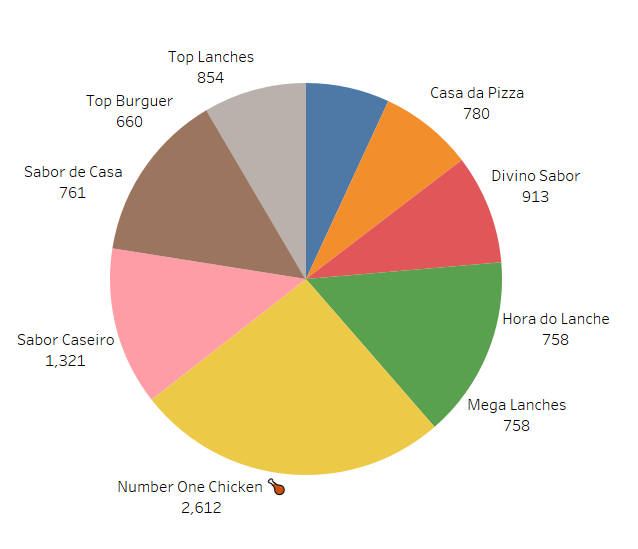 Top Lanches
854
Casa da Pizza
780
Top Burguer
660
Divino Sabor
913
Sabor de Casa
761
Hora do Lanche
758
Sabor Caseiro
1,321
Mega Lanches
758
Number One Chicken 🍗
2,612